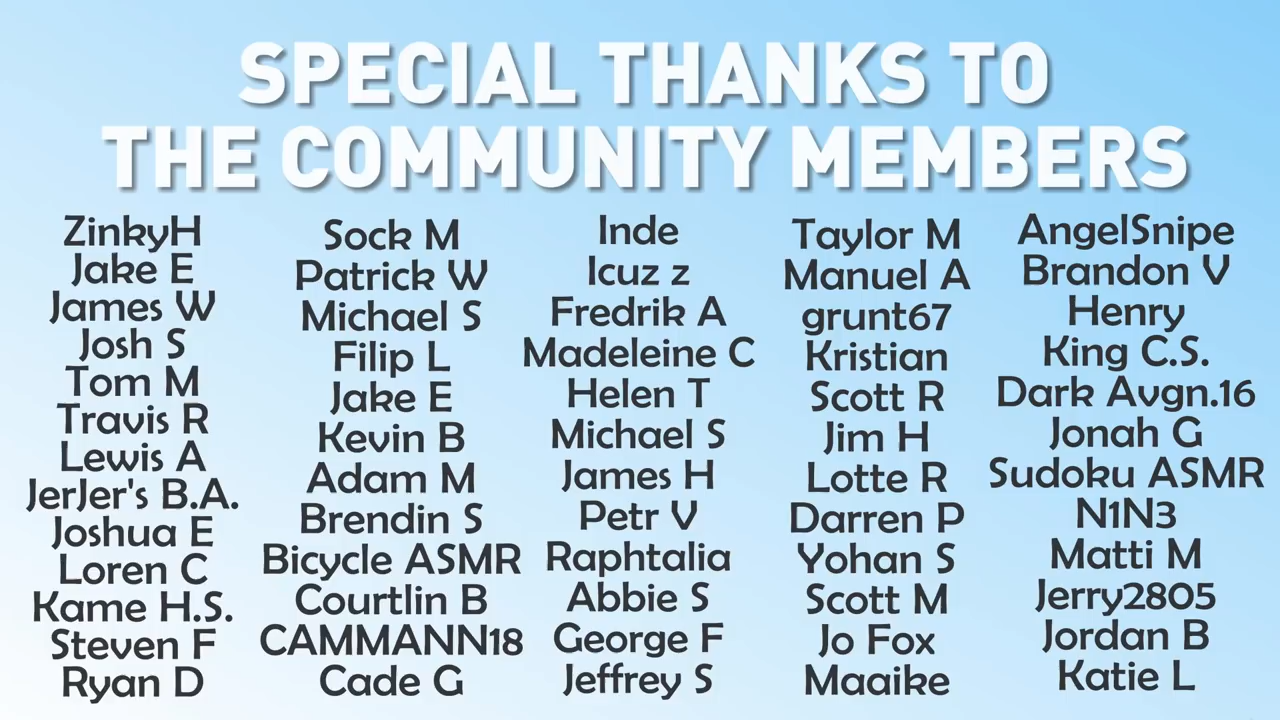 SPECIAL THANKS TO
THE COMMUNITY MEMBERS
ZinkyH
Jake E
James W
Josh S
Tom M
Travis R
Lewis A
JerJer's B.A.
Joshua E
Loren C
Kame H.S.
Steven F
Ryan D
Sock M
Patrick W
Michael S
Filip L
Jake E
Kevin B
Adam M
Brendin S
Bicycle ASMR
Courtlin B
CAMMANN18
Cade G
Inde
Icuz z
Fredrik A
Madeleine C
Helen T
Michael S
James H
Petr V
Raphtalia
Abbie S
George F
Jeffrey S
Taylor M
Manuel A
grunt67
Kristian
Scott R
Jim H
Lotte R
Darren P
Yohan S
Scott M
Jo Fox
Maaike
AngelSnipe
Brandon V
Henry
King C.S.
Dark Avgn.16
Jonah G
Sudoku ASMR
N1N3
Matti M
Jerry2805
Jordan B
Katie L